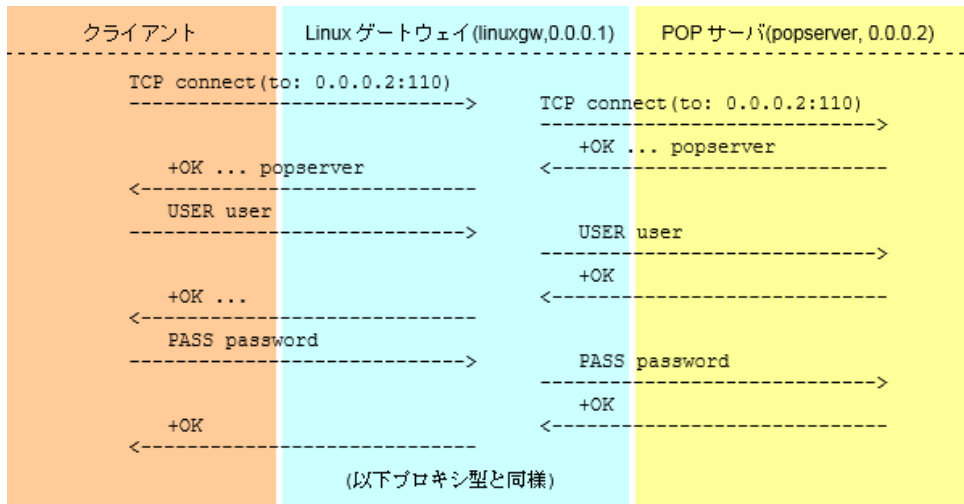 クライアント Linux ゲートウェイ(linuxgw,0.0.0.1) POP サーバ(popserver, 0.0.0.2)
TCP connect(to: 0.0.0.2:110)
TCP connect(to: 0.0.0.2:110)
+OK ... popserver
+OK ... popserver
USER user
USER user
+OK
+OK ...
PASS password
PASS password
+OK
+OK
(以下プロキシ型と同様)